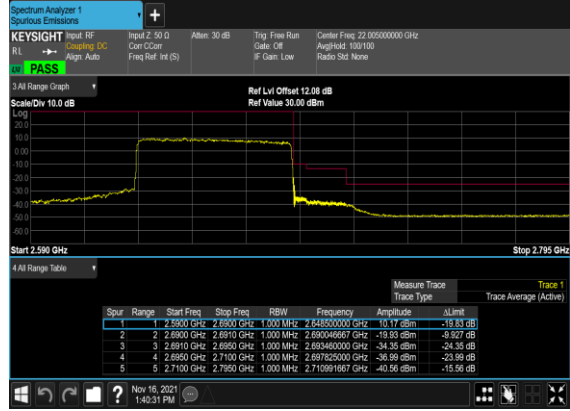 Spectrum Analyzer 1
Spurious Emissions
+
KEYSIGHT Input: RF Input Z: 50 Ω Atten: 30 dB Trig: Free Run Center Freq: 22.005000000 GHz
RL Coupling: DC Corr CCorr Gate: Off Avg|Hold: 100/100
Align: Auto Freq Ref: Int (S) IF Gain: Low Radio Std: None
PASS
3 All Range Graph
Ref Lvl Offset 12.08 dB
Scale/Div 10.0 dB Ref Value 30.00 dBm
Log
20.0
10.0
0.00
-10.0
-20.0
-30.0
-40.0
-50.0
-60.0
Start 2.590 GHz Stop 2.795 GHz
4 All Range Table
Measure Trace Trace 1
Trace Type Trace Average (Active)
Spur Range Start Freq Stop Freq RBW Frequency Amplitude ΔLimit
1 1 2.5900 GHz 2.6900 GHz 1.000 MHz 2.648500000 GHz 10.17 dBm -19.83 dB
2 2 2.6900 GHz 2.6910 GHz 1.000 MHz 2.690046667 GHz -19.93 dBm -9.927 dB
3 3 2.6910 GHz 2.6950 GHz 1.000 MHz 2.693460000 GHz -34.35 dBm -24.35 dB
4 4 2.6950 GHz 2.7100 GHz 1.000 MHz 2.697825000 GHz -36.99 dBm -23.99 dB
5 5 2.7100 GHz 2.7950 GHz 1.000 MHz 2.710991667 GHz -40.56 dBm -15.56 dB
? Nov 16, 2021
1:40:31 PM